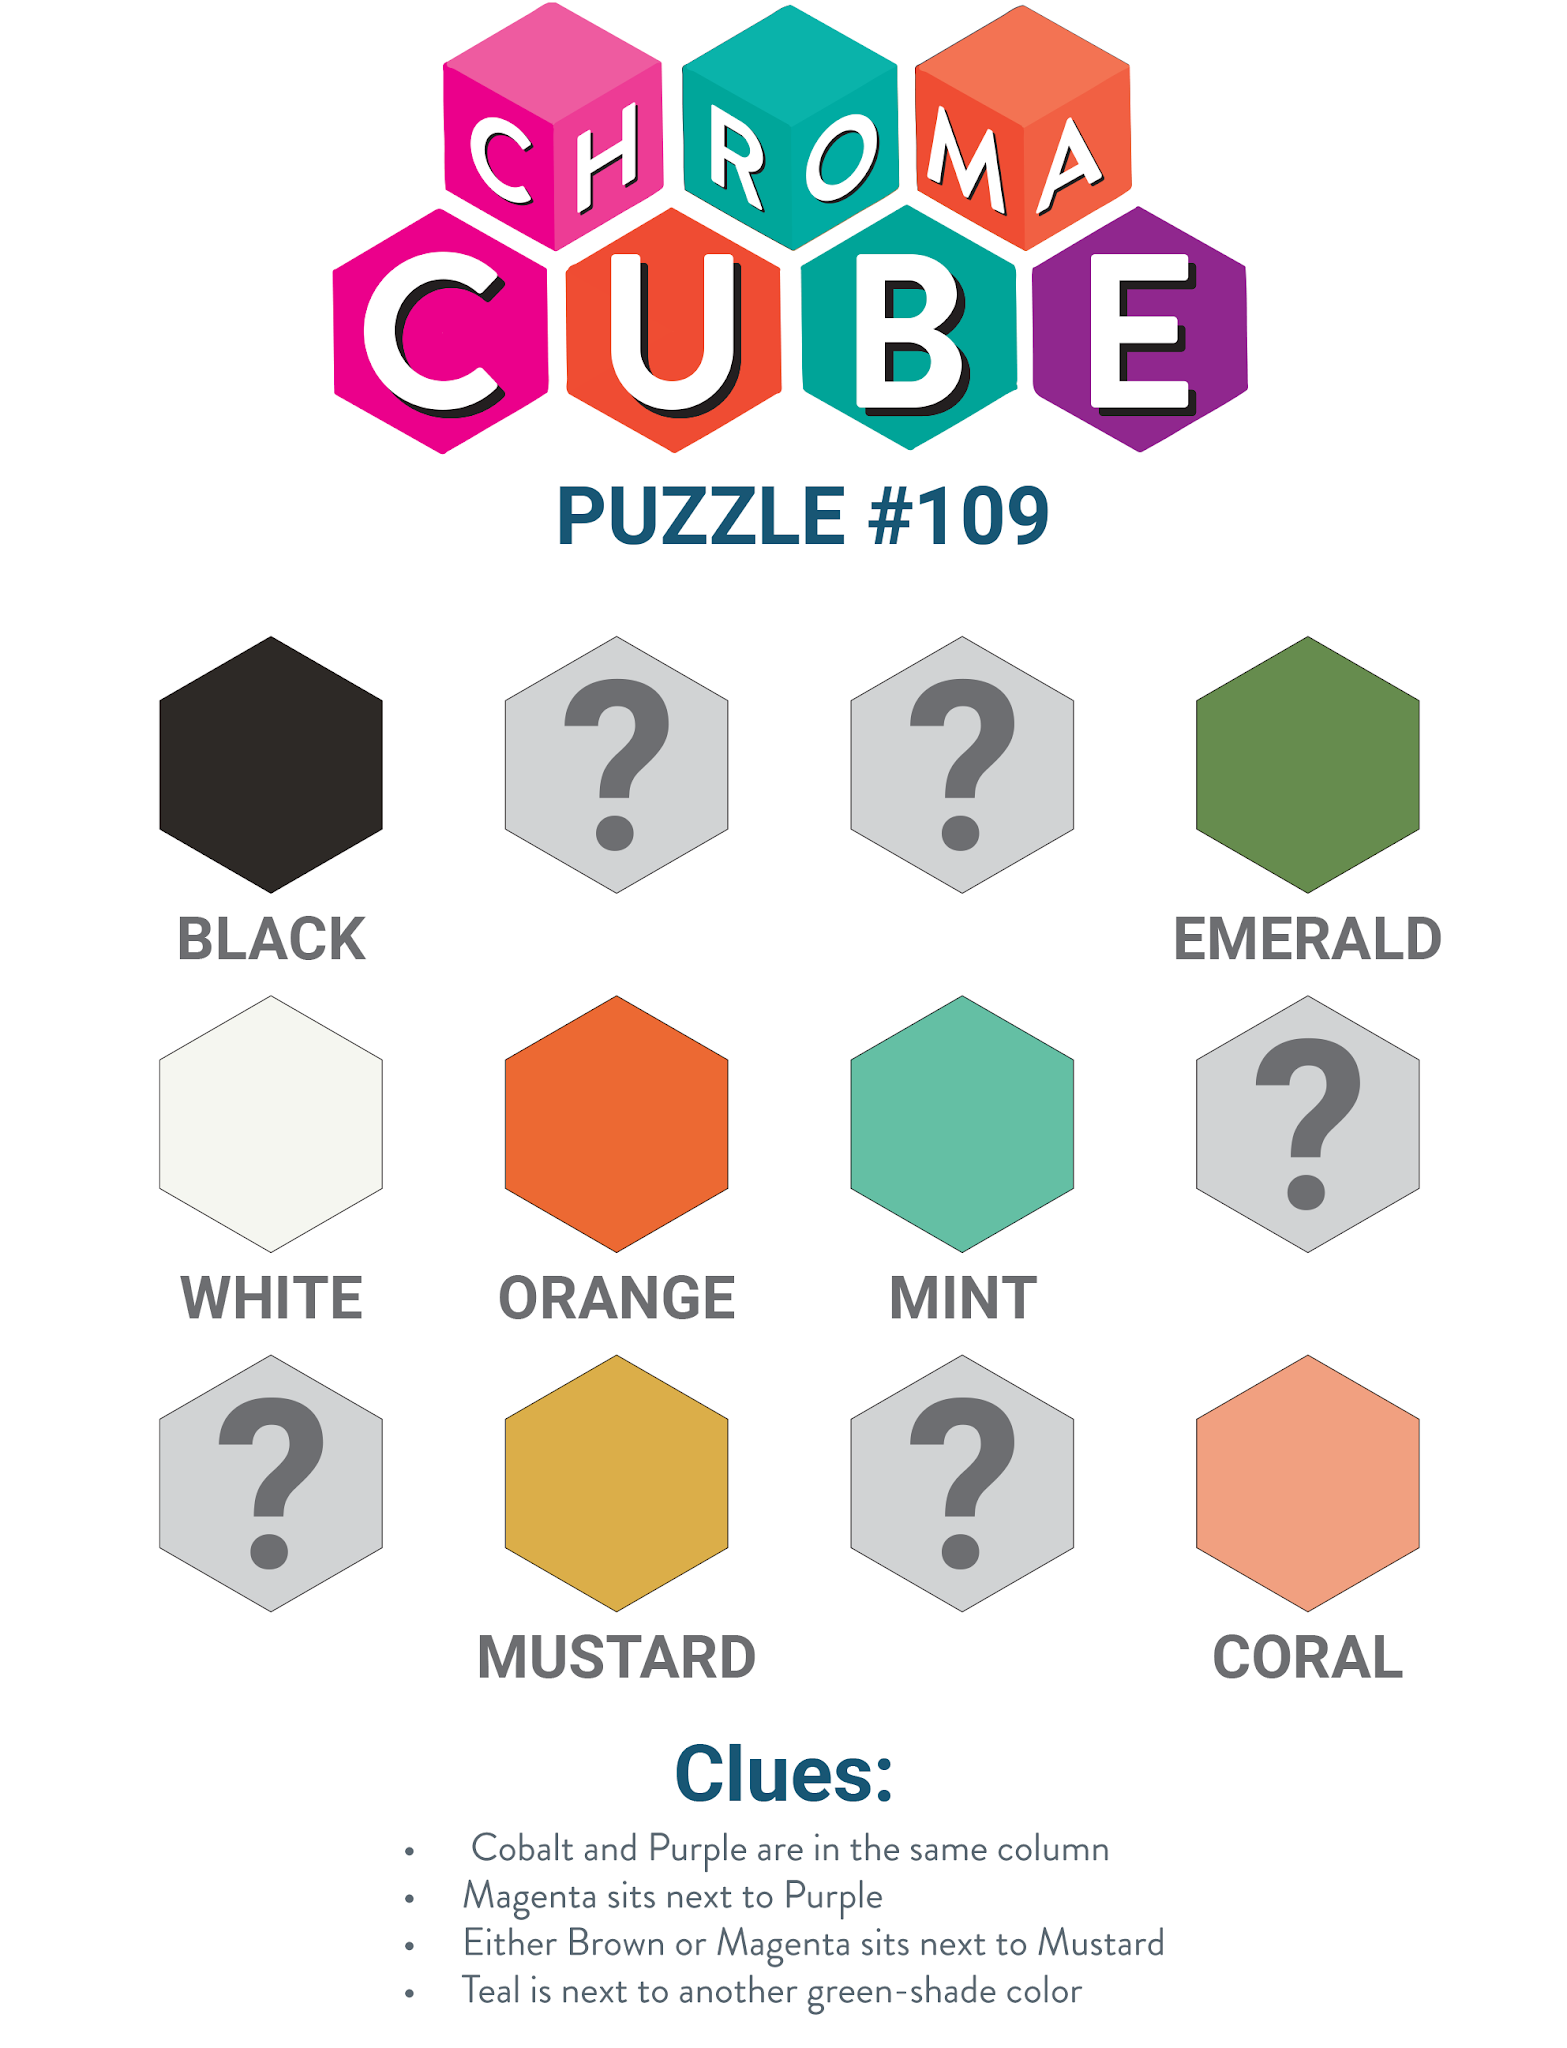 CHROMA
CUBE
PUZZLE #109
?
?
BLACK
EMERALD
?
WHITE
ORANGE
MINT
?
?
MUSTARD
CORAL
Clues:
• Cobalt and Purple are in the same column
• Magenta sits next to Purple
• Either Brown or Magenta sits next to Mustard
• Teal is next to another green-shade color